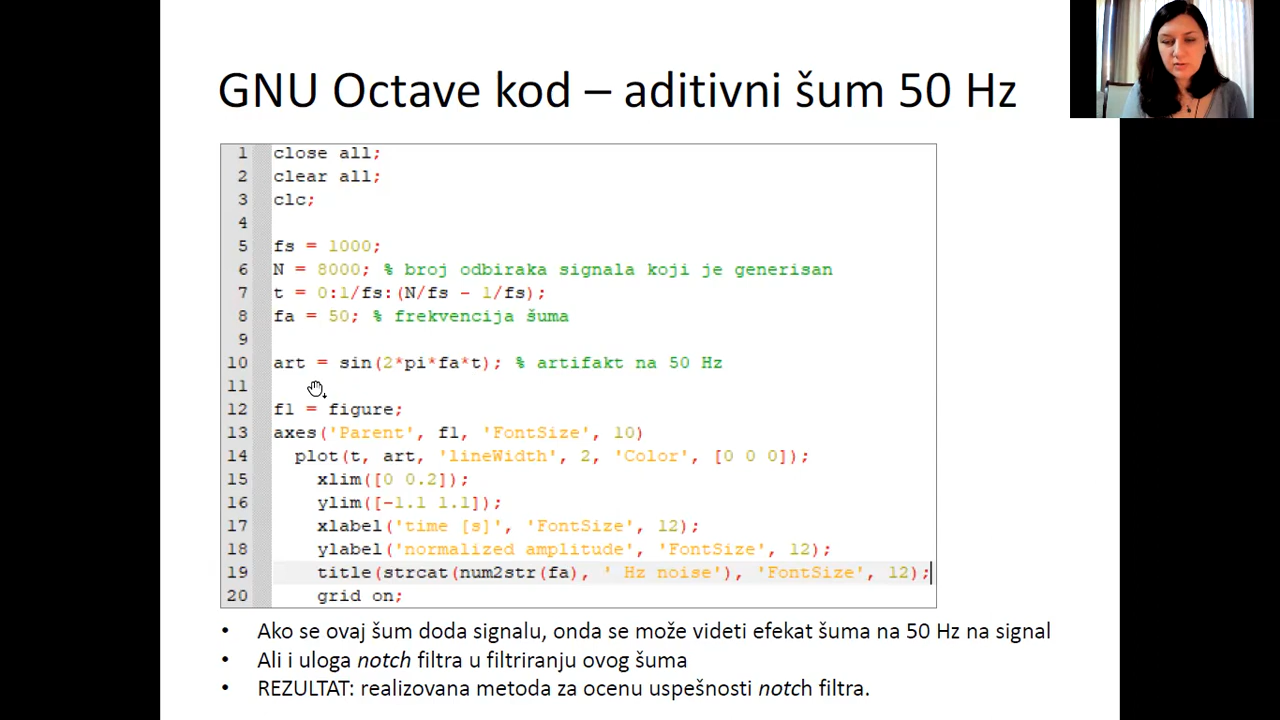 GNU Octave kod – aditivni šum 50 Hz
1 close all;
2 clear all;
3 clc;
4
5 fs = 1000;
6 N = 8000; % broj odbiraka signala koji je generisan
7 t = 0:1/fs:(N/fs - 1/fs);
8 fa = 50; % frekvencija šuma
9
10 art = sin(2*pi*fa*t); % artifakt na 50 Hz
11
12 f1 = figure;
13 axes('Parent', f1, 'FontSize', 10)
14 plot(t, art, 'lineWidth', 2, 'Color', [0 0 0]);
15 xlim([0 0.2]);
16 ylim([-1.1 1.1]);
17 xlabel('time [s]', 'FontSize', 12);
18 ylabel('normalized amplitude', 'FontSize', 12);
19 title(strcat(num2str(fa), ' Hz noise'), 'FontSize', 12);
20 grid on;
• Ako se ovaj šum doda signalu, onda se može videti efekat šuma na 50 Hz na signal
• Ali i uloga notch filtra u filtriranju ovog šuma
• REZULTAT: realizovana metoda za ocenu uspešnosti notch filtra.